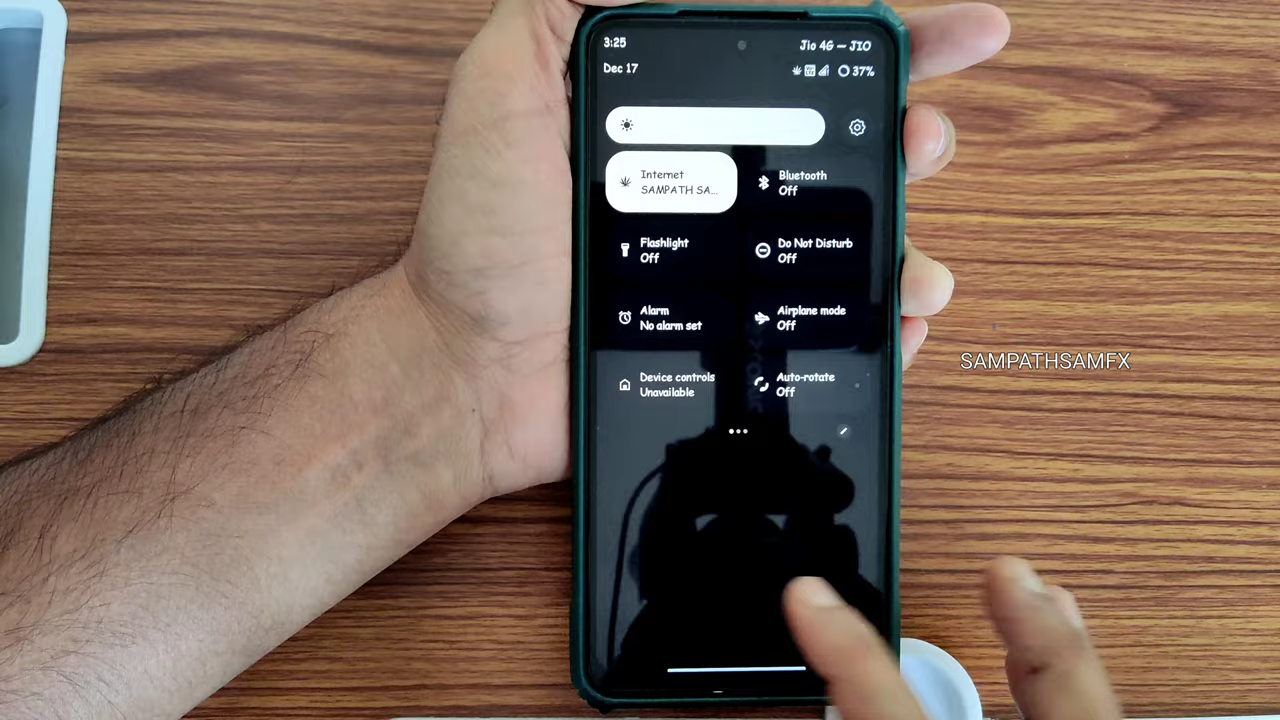 3:25
Jio 4G — JIO
Dec 17
37%
Internet
SAMPATH SA...
Bluetooth
Off
Flashlight
Off
Do Not Disturb
Off
Alarm
No alarm set
Airplane mode
Off
Device controls
Unavailable
Auto-rotate
Off
SAMPATHSAMFX